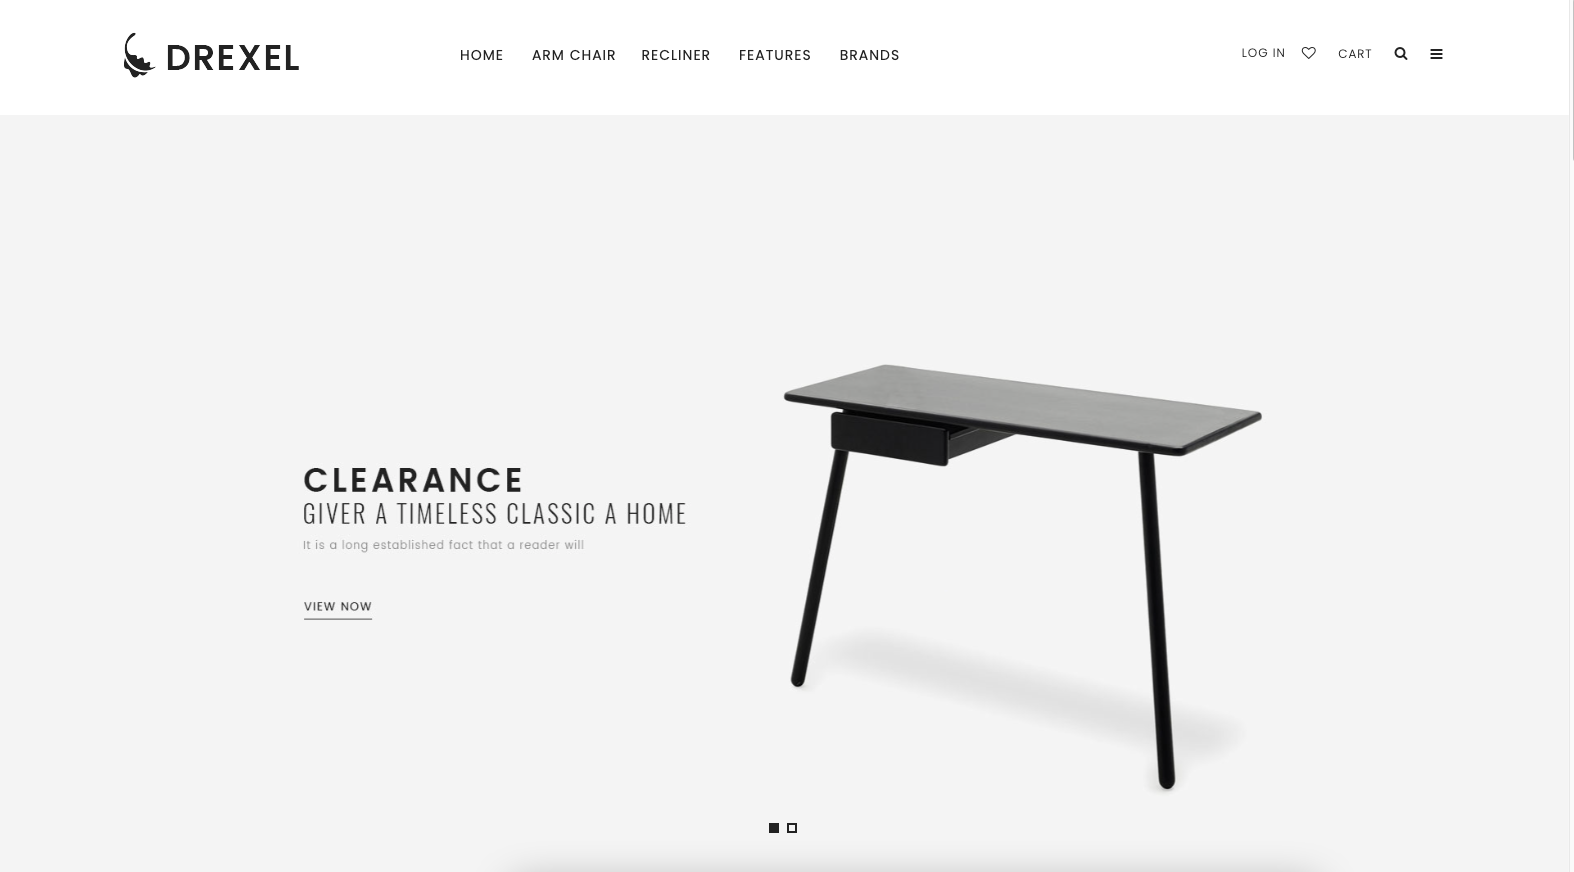 DREXEL
HOME ARM CHAIR RECLINER FEATURES BRANDS
LOG IN CART
CLEARANCE
GIVER A TIMELESS CLASSIC A HOME
It is a long established fact that a reader will
VIEW NOW